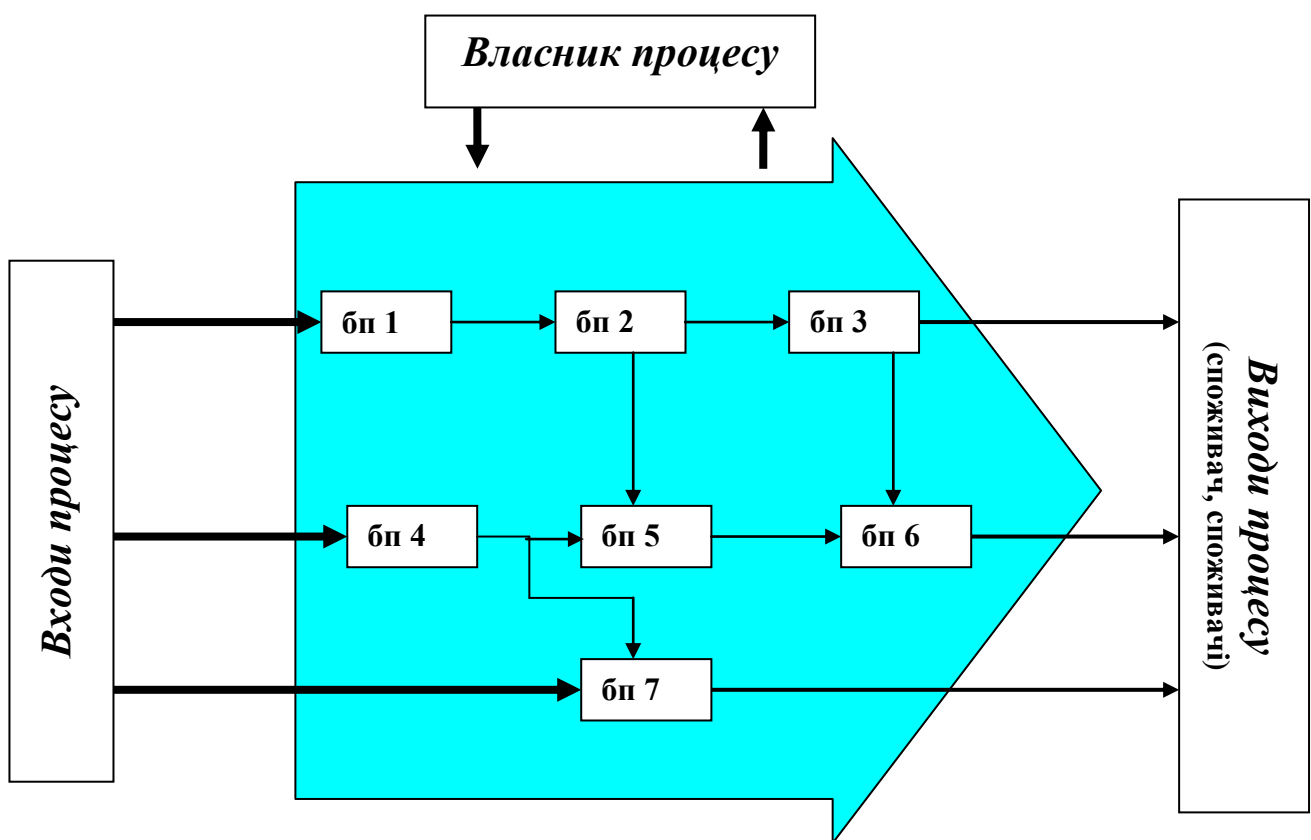 Власник процесу
Входи процесу
бп 1
бп 2
бп 3
бп 4
бп 5
бп 6
бп 7
Виходи процесу
(споживач, споживачі)